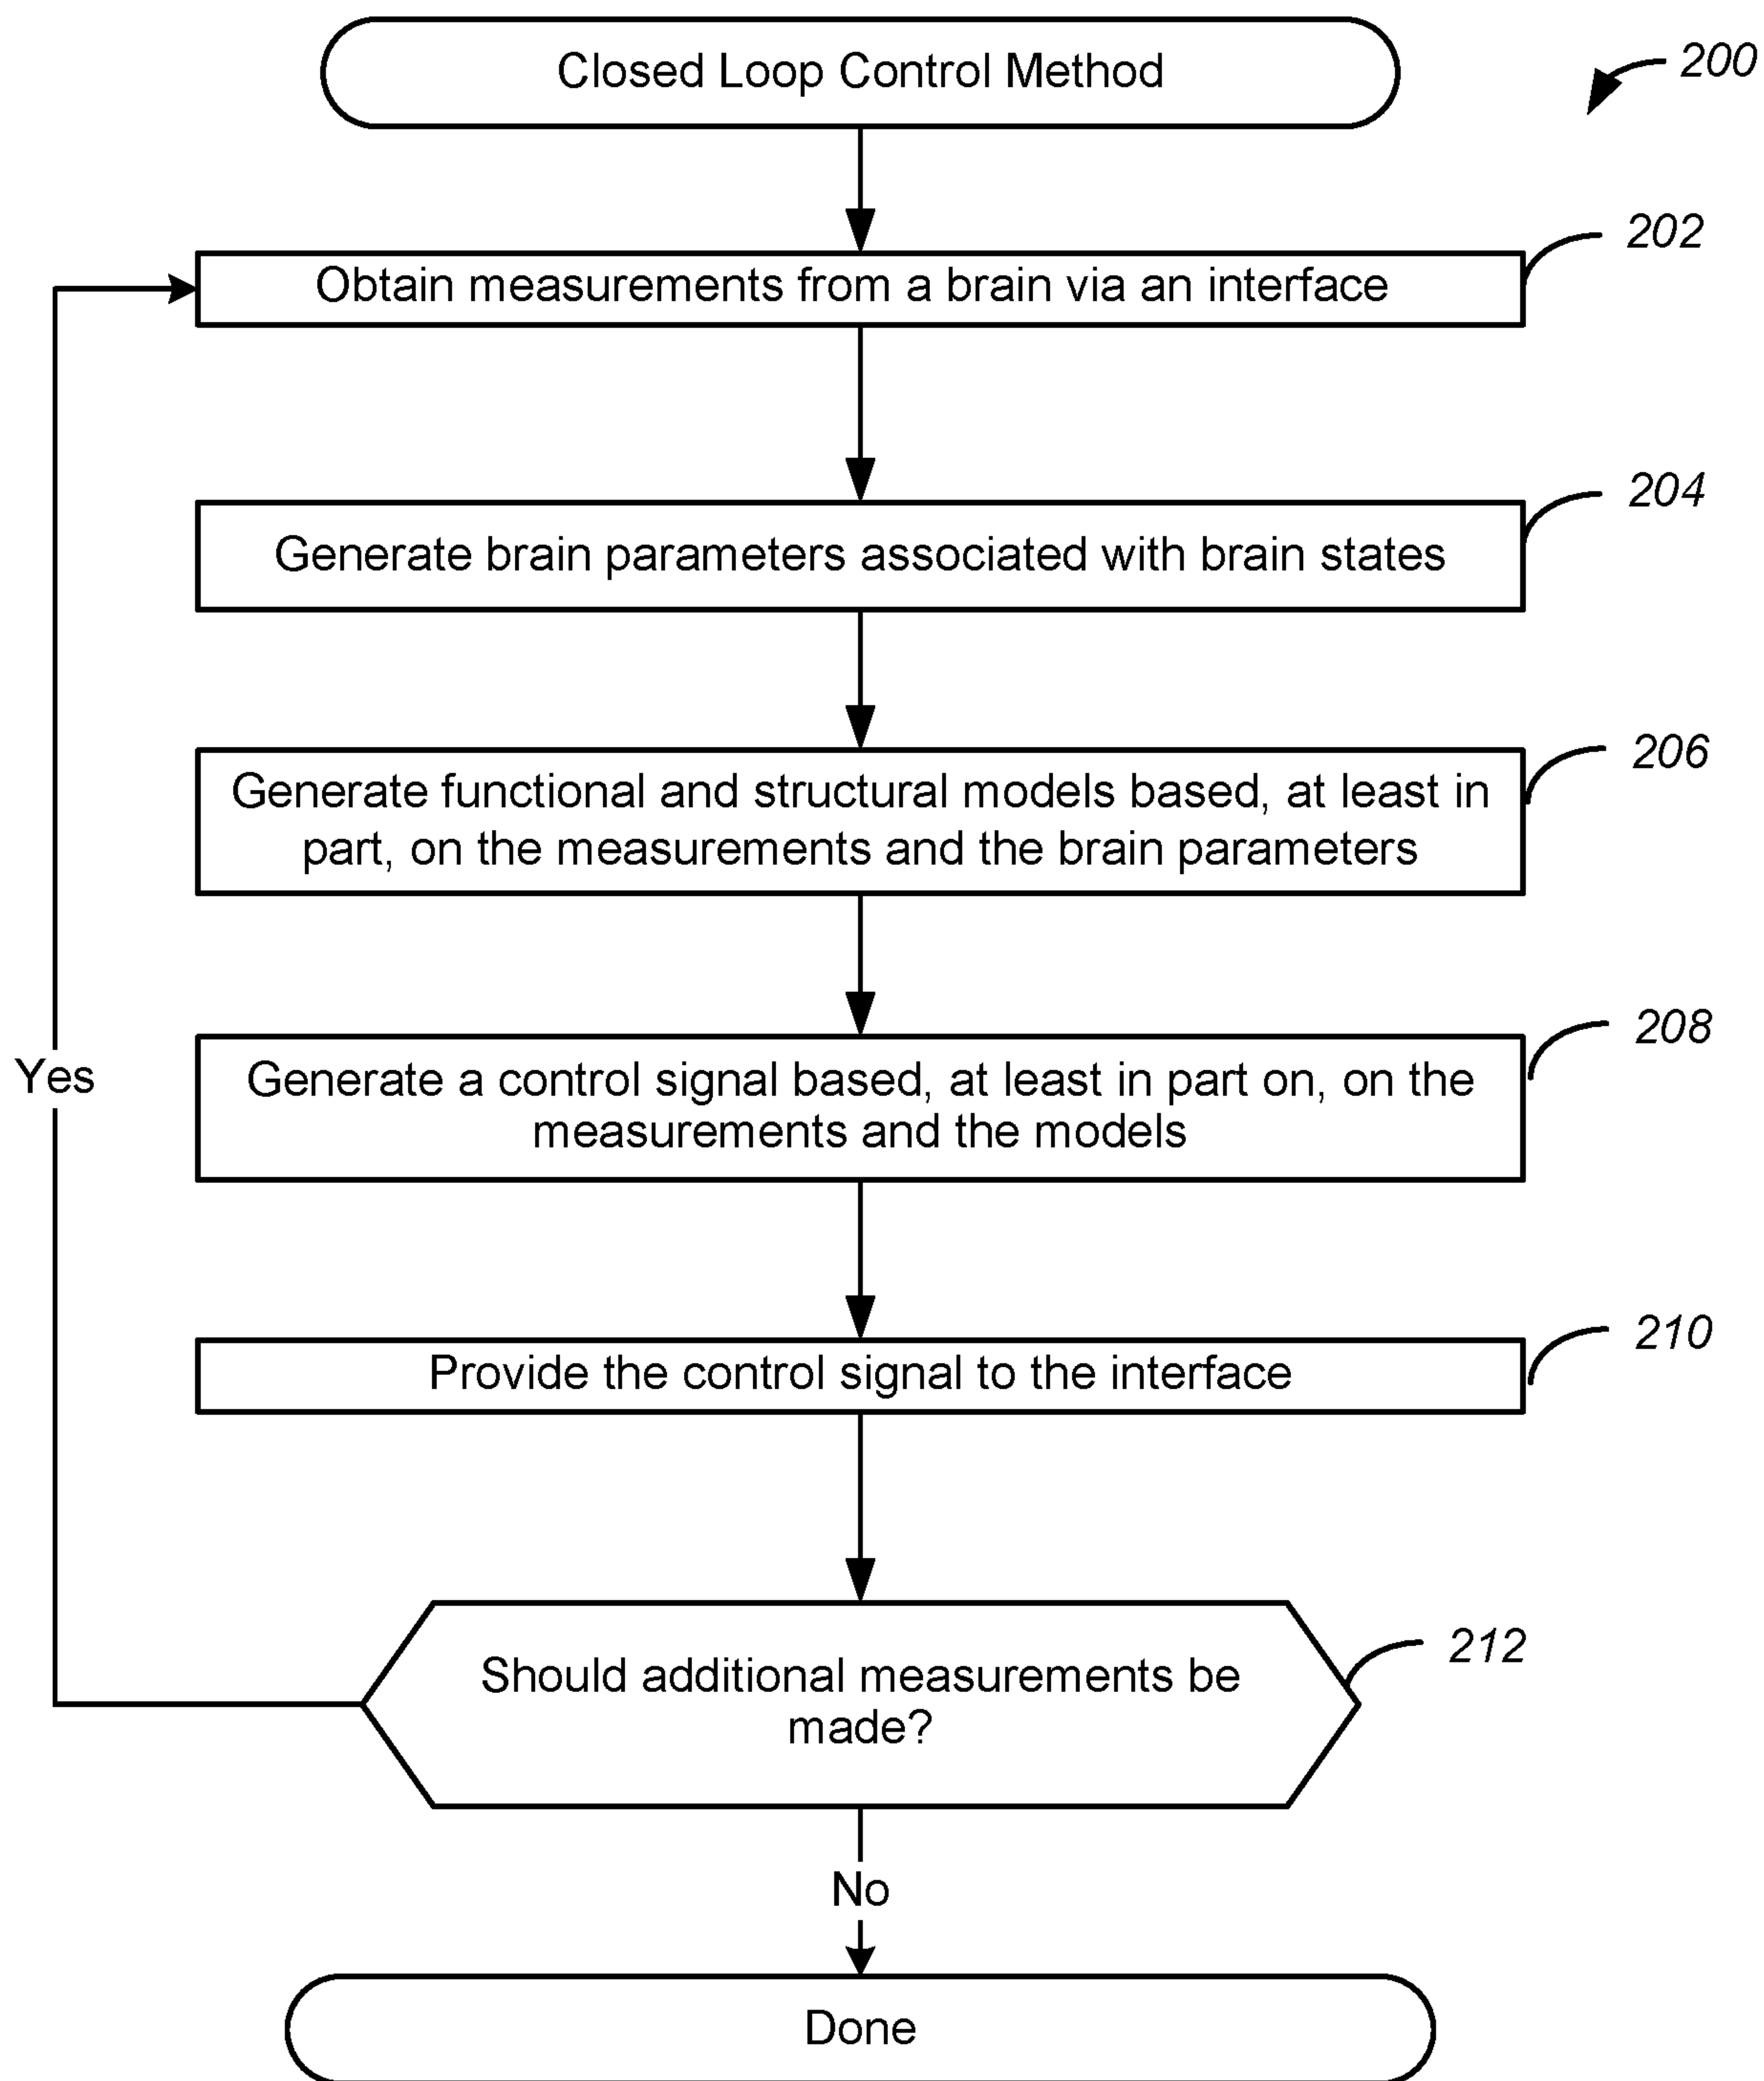 Closed Loop Control Method
200
Obtain measurements from a brain via an interface
202
Generate brain parameters associated with brain states
204
Generate functional and structural models based, at least in
part, on the measurements and the brain parameters
206
Generate a control signal based, at least in part on, on the
measurements and the models
208
Yes
Provide the control signal to the interface
210
Should additional measurements be
made?
212
No
Done